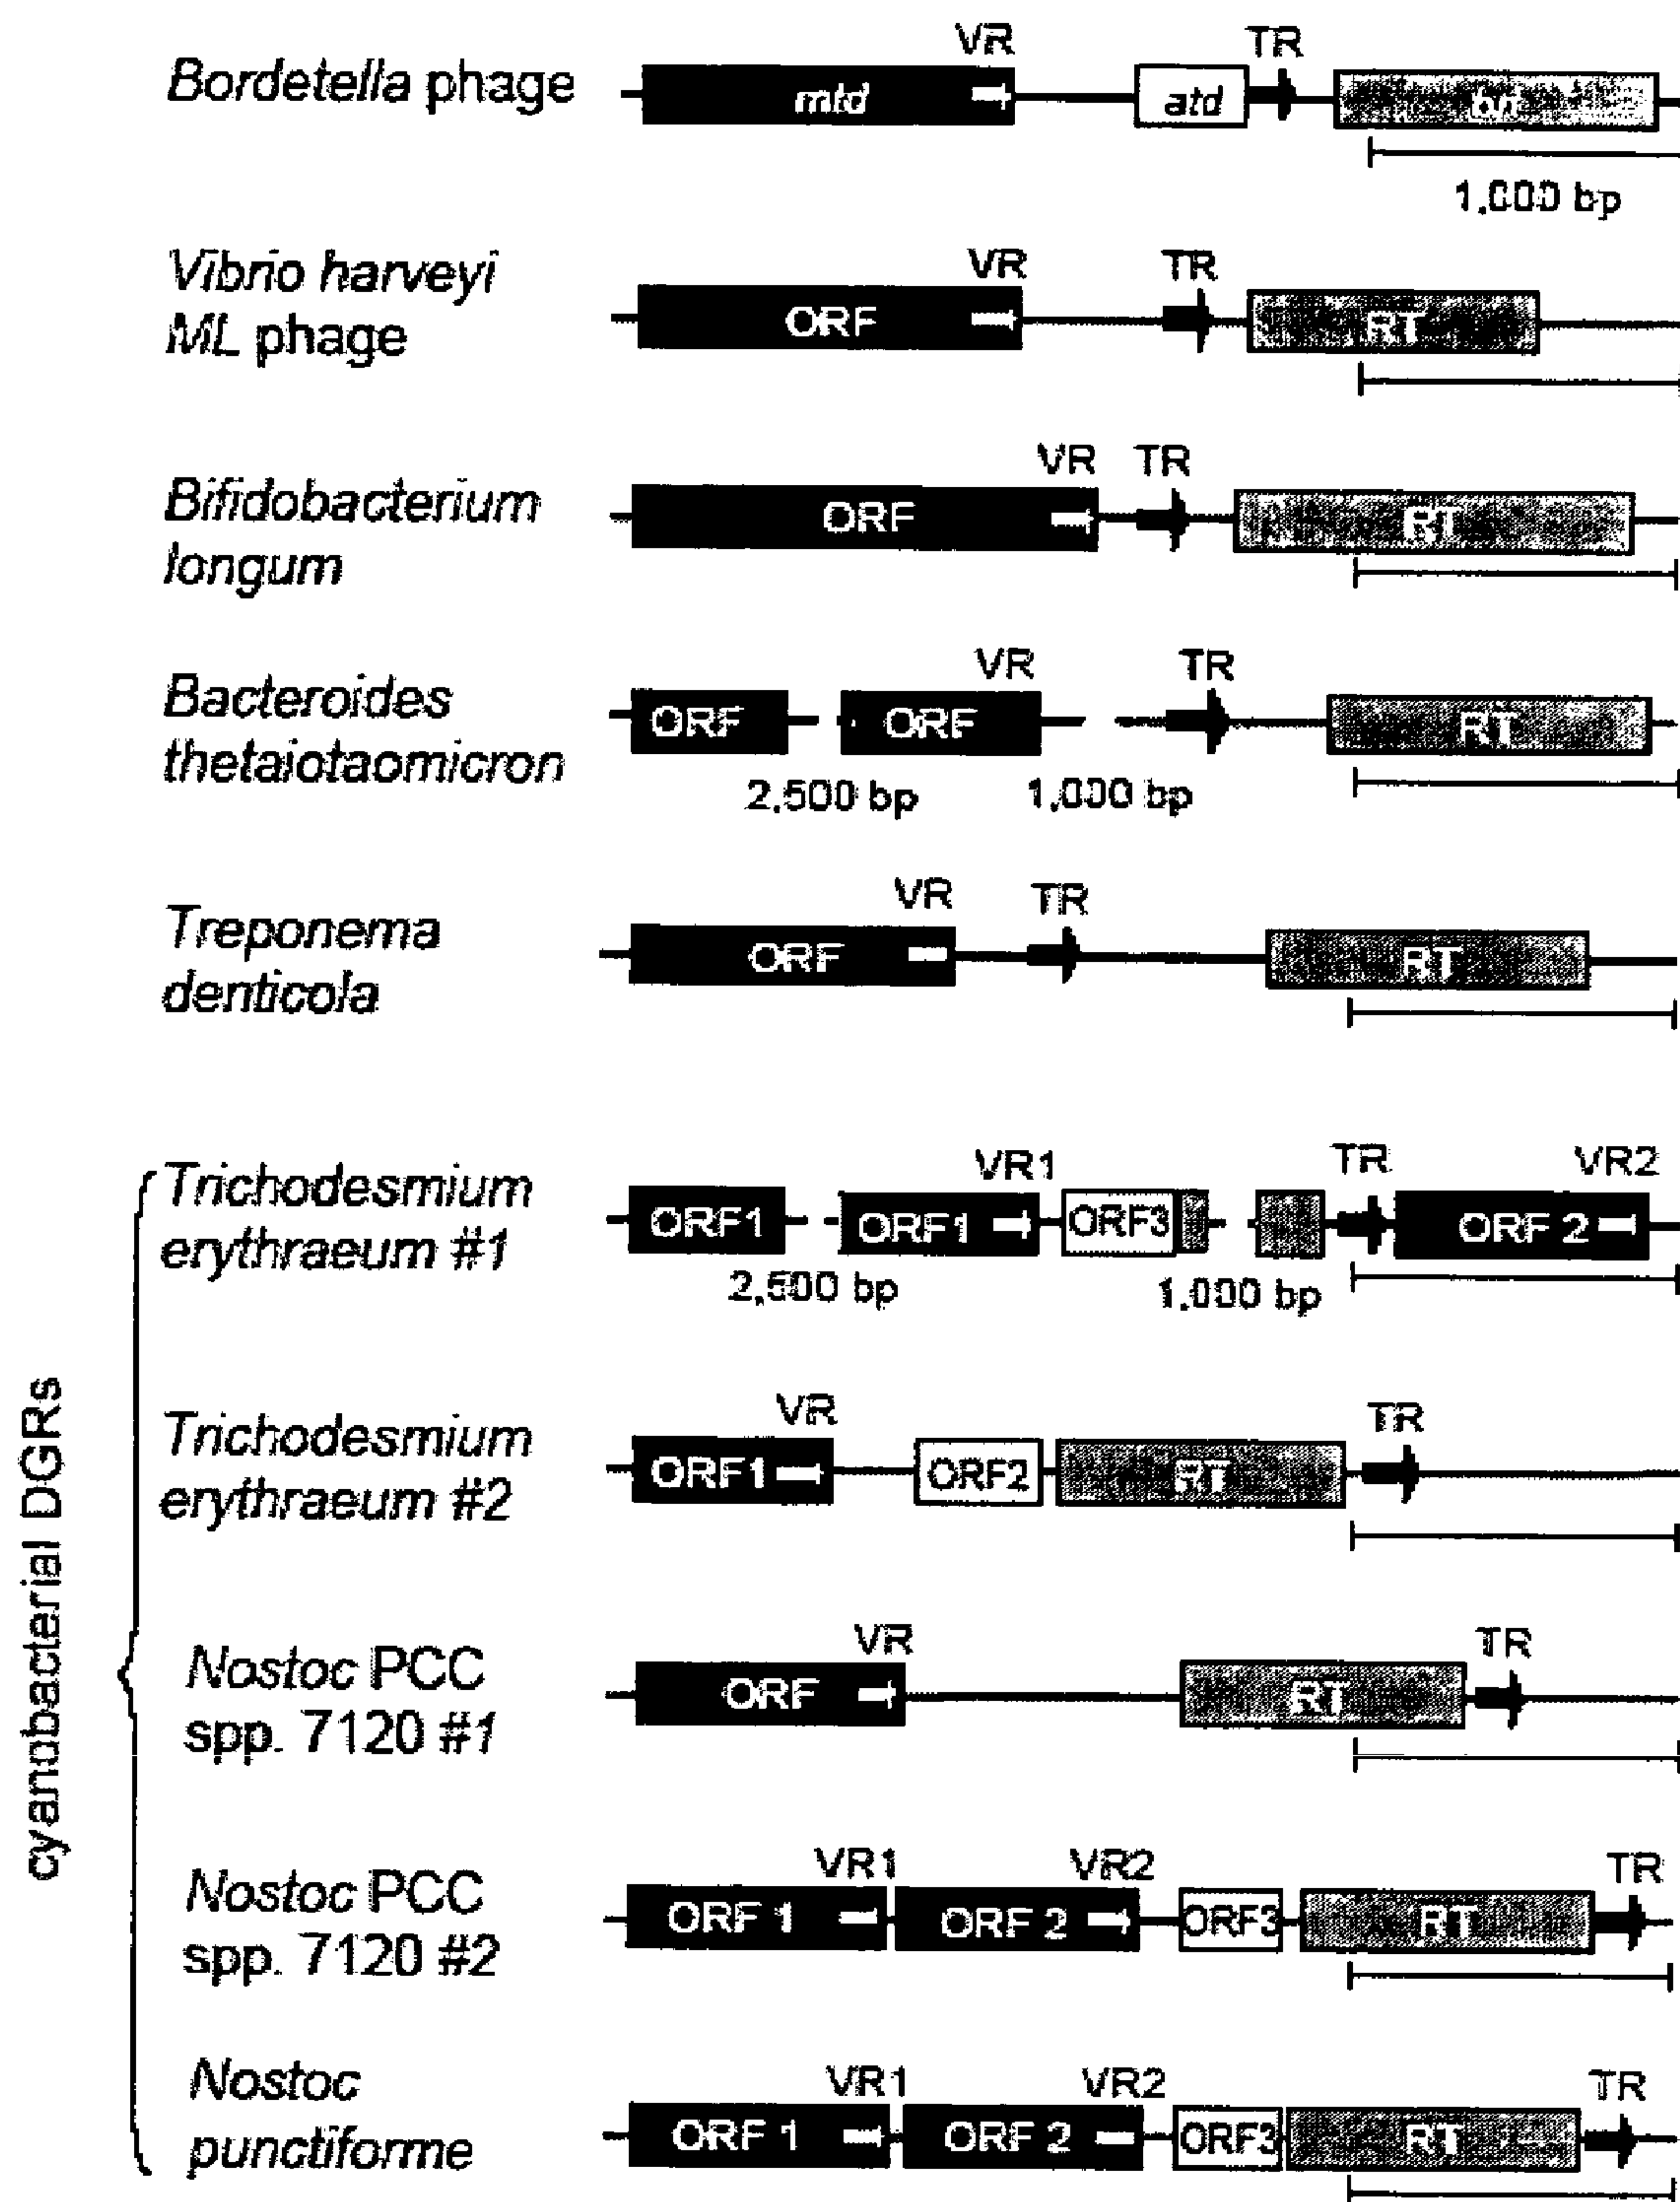 VR TR
Bordetella phage mtd atd brt
1,000 bp
Vibrio harveyi
ML phage
VR TR
ORF RT
Bifidobacterium
longum
VR TR
ORF RT
Bacteroides
thetaiotaomicron
VR TR
ORF ORF RT
2,500 bp 1,000 bp
Treponema
denticola
VR TR
ORF RT
cyanobacterial DGRs
Trichodesmium
erythraeum #1
VR1 TR VR2
ORF1 ORF1 ORF3 ORF 2
2,500 bp 1,000 bp
Trichodesmium
erythraeum #2
VR TR
ORF1 ORF2 RT
Nostoc PCC
spp. 7120 #1
VR TR
ORF RT
Nostoc PCC
spp. 7120 #2
VR1 VR2 TR
ORF 1 ORF 2 ORF3 RT
Nostoc
punctiforme
VR1 VR2 TR
ORF 1 ORF 2 ORF3 RT